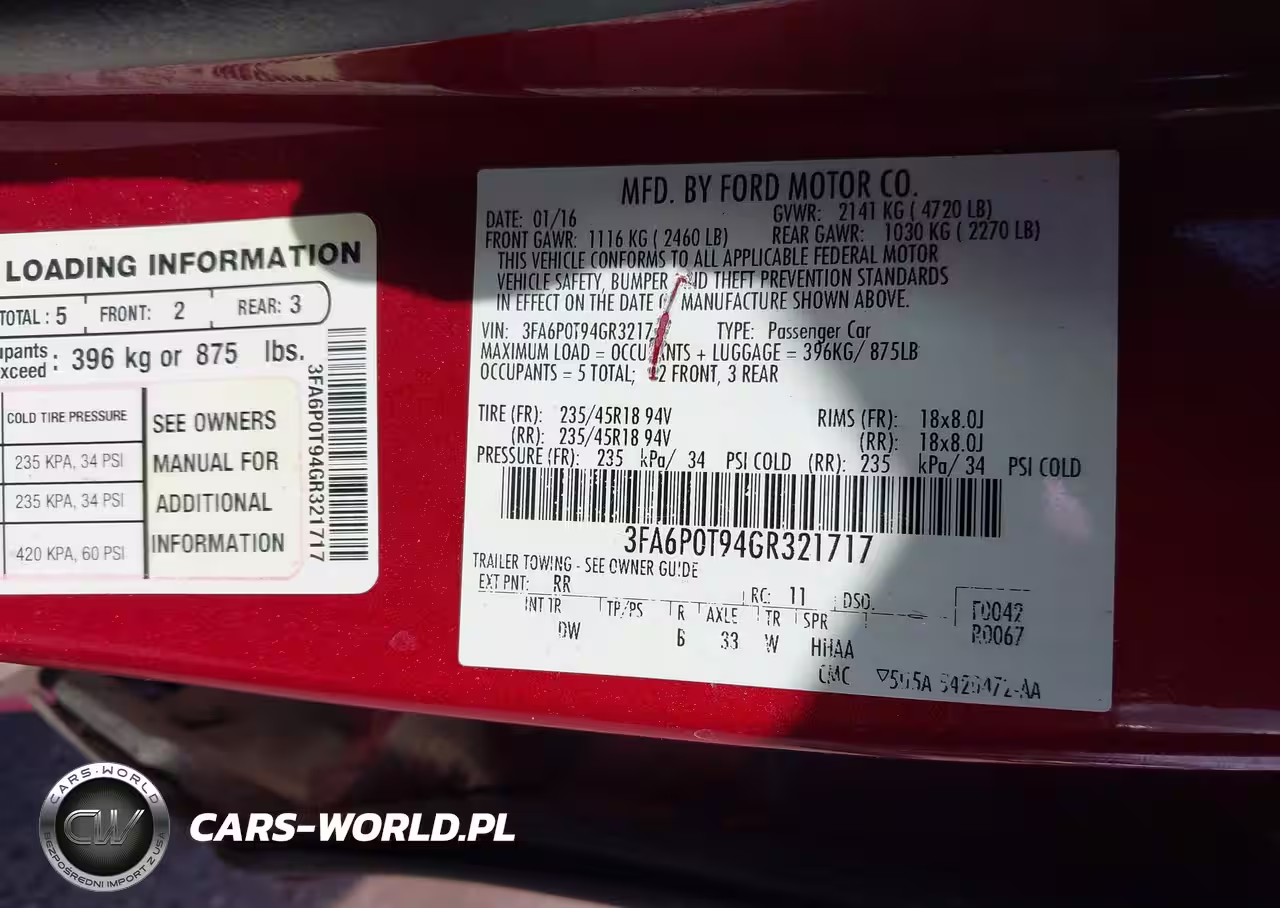 LOADING INFORMATION
TOTAL : 5 FRONT: 2 REAR: 3
: 396 kg or 875 lbs.
COLD TIRE PRESSURE
235 KPA, 34 PSI
235 KPA, 34 PSI
420 KPA, 60 PSI
SEE OWNERS
MANUAL FOR
ADDITIONAL
INFORMATION
3FA6P0T94GR321717
MFD. BY FORD MOTOR CO.
DATE: 01/16 GVWR: 2141 KG ( 4720 LB)
FRONT GAWR: 1116 KG ( 2460 LB) REAR GAWR: 1030 KG ( 2270 LB)
THIS VEHICLE CONFORMS TO ALL APPLICABLE FEDERAL MOTOR
VEHICLE SAFETY, BUMPER AND THEFT PREVENTION STANDARDS
IN EFFECT ON THE DATE OF MANUFACTURE SHOWN ABOVE.
VIN: 3FA6P0T94GR3217 TYPE: Passenger Car
MAXIMUM LOAD = OCCUPANTS + LUGGAGE = 396KG/ 875LB
OCCUPANTS = 5 TOTAL; 2 FRONT, 3 REAR
TIRE (FR): 235/45R18 94V RIMS (FR): 18x8.0J
(RR): 235/45R18 94V (RR): 18x8.0J
PRESSURE (FR): 235 kPa/ 34 PSI COLD (RR): 235 kPa/ 34 PSI COLD
3FA6P0T94GR321717
TRAILER TOWING - SEE OWNER GUIDE
EXT PNT: RR RC: 11 DSO:
INT TR TP/PS R AXLE TR SPR
DW 6 33 W HHAA
F0042
R0067
CMC
CARS-WORLD
CW
BEZPOŚREDNI IMPORT Z USA
CARS-WORLD.PL